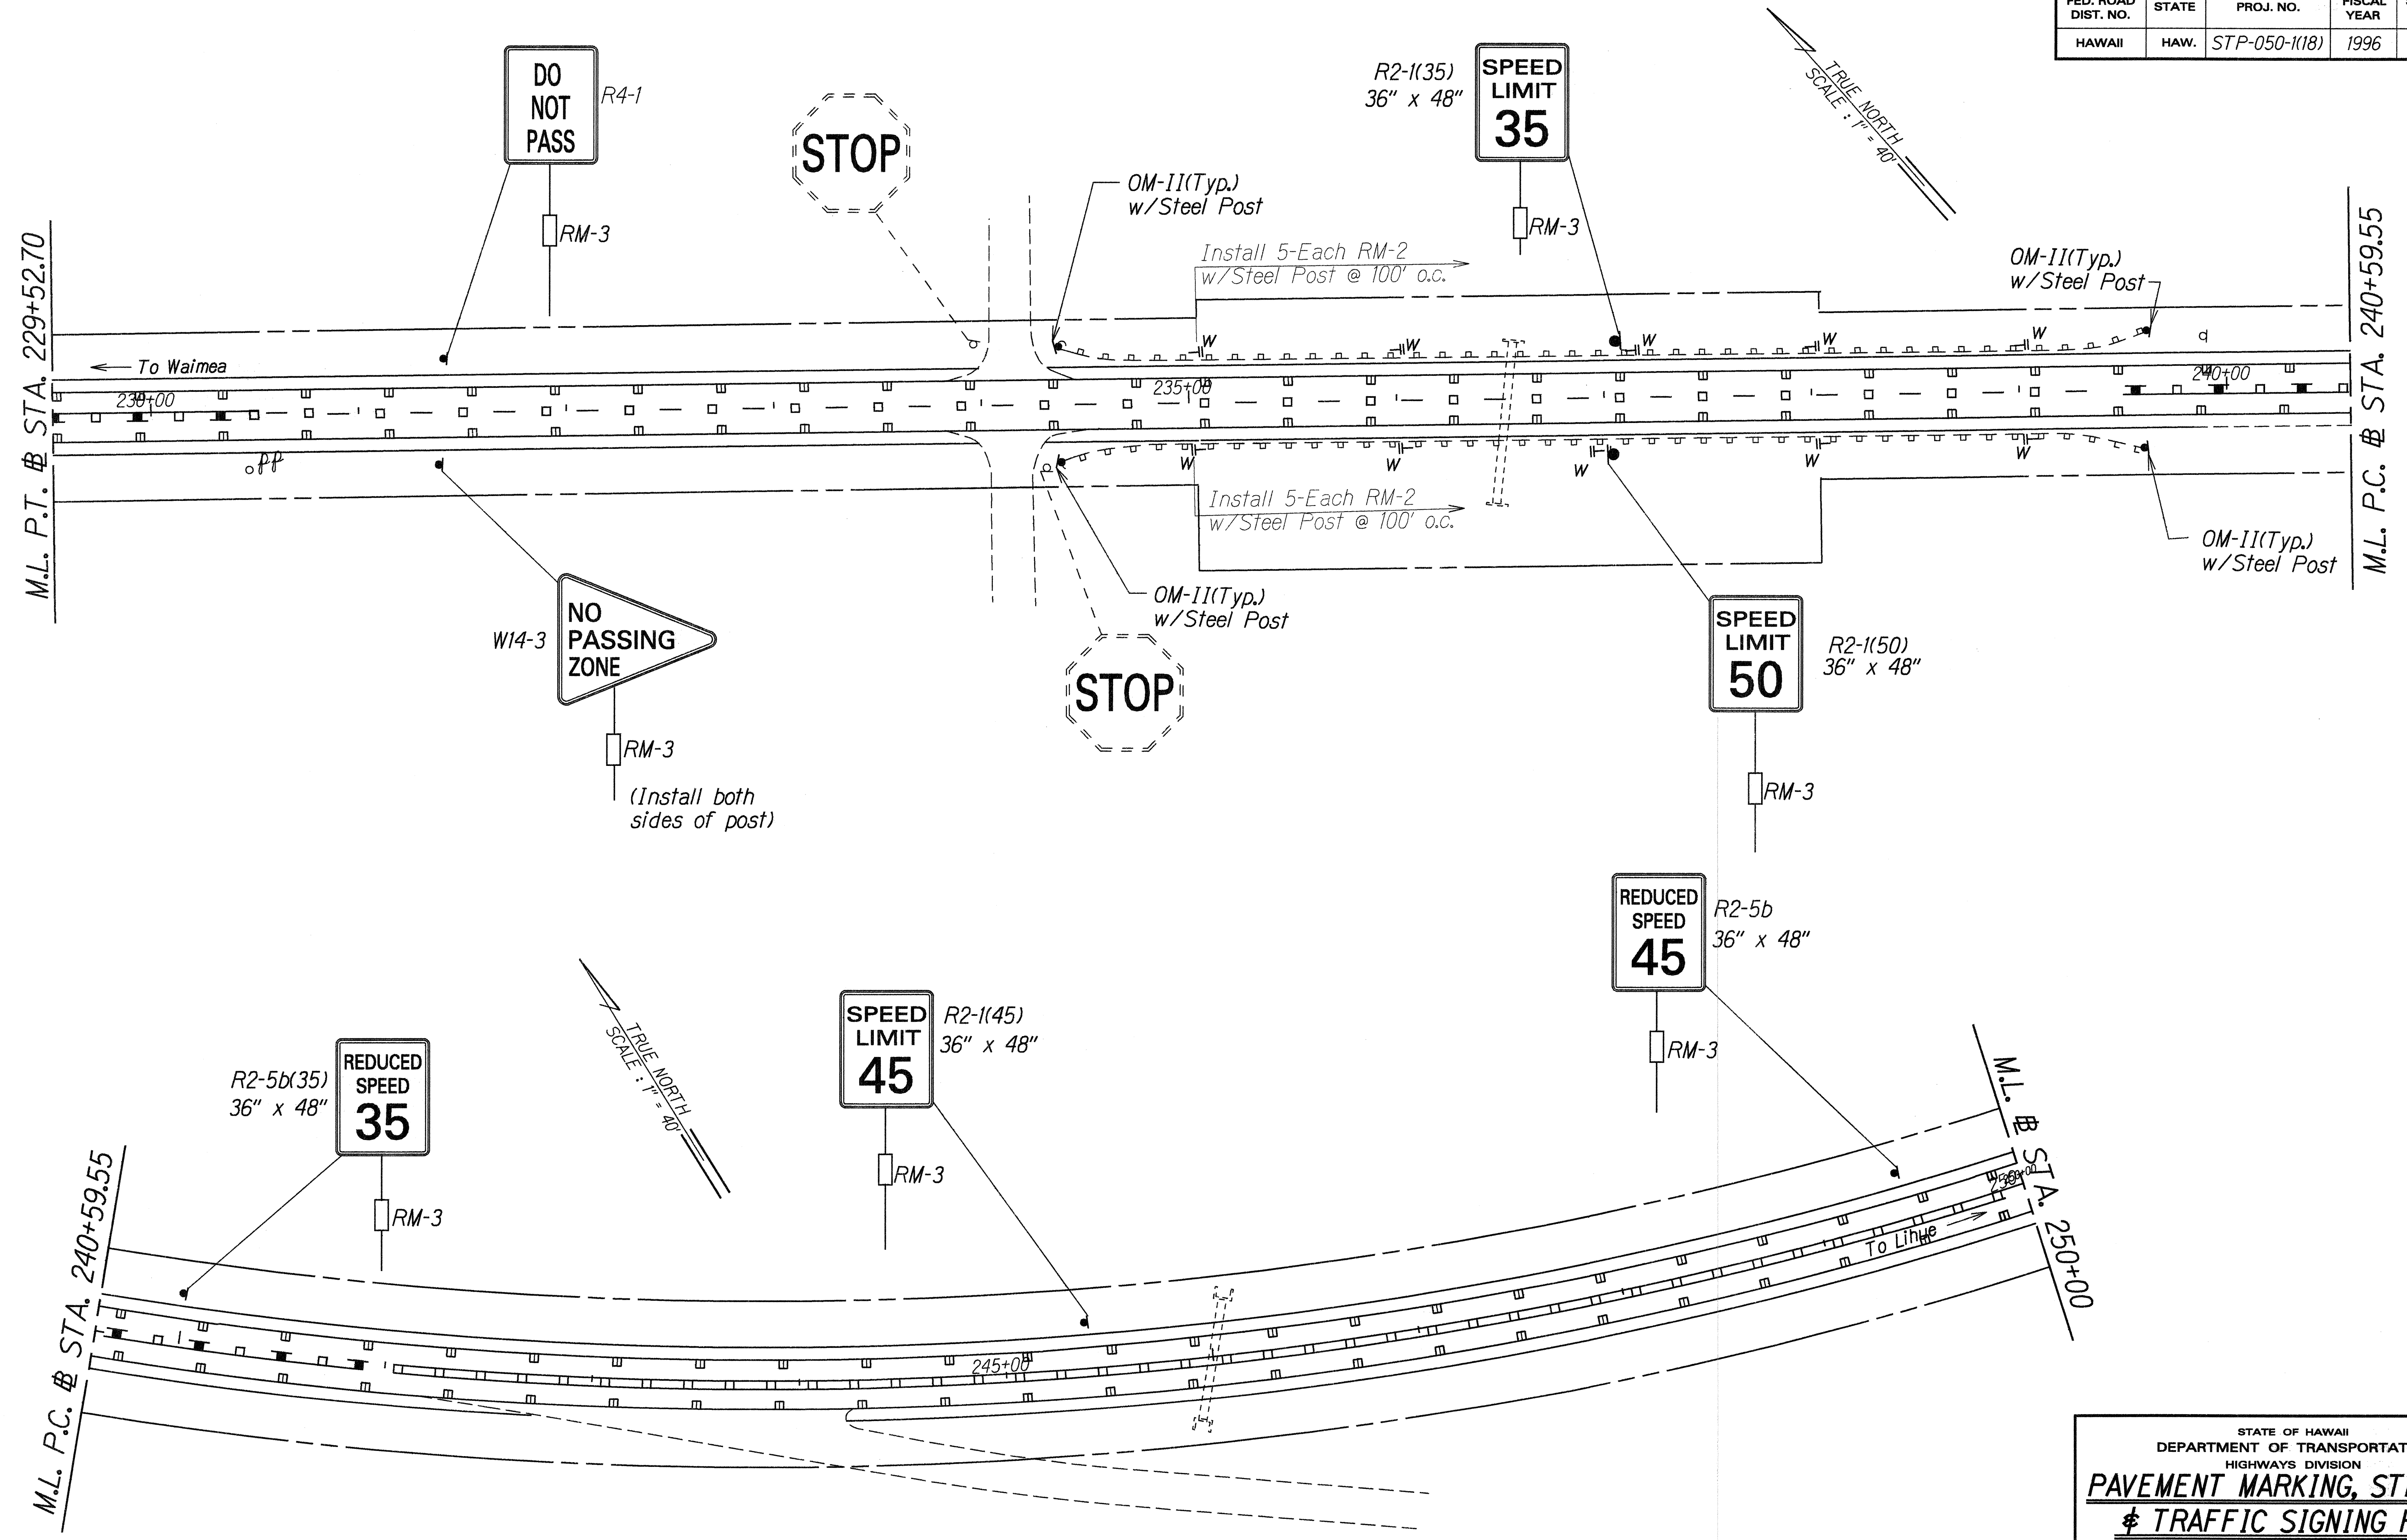 FED. ROAD
DIST. NO.
STATE
PROJ. NO.
FISCAL
YEAR
HAWAII
HAW.
STP-050-1(18)
1996
DO
NOT
PASS
R4-1
RM-3
STOP
OM-II(Typ.)
w/Steel Post
R2-1(35)
36" x 48"
SPEED
LIMIT
35
RM-3
TRUE NORTH
SCALE : 1" = 40'
Install 5-Each RM-2
w/Steel Post @ 100' o.c.
OM-II(Typ.)
w/Steel Post
M.L. P.T. BL STA. 229+52.70
M.L. P.C. BL STA. 240+59.55
To Waimea
230+00
235+00
240+00
W
W
W
W
W
W
W
W
W
W
pp
Install 5-Each RM-2
w/Steel Post @ 100' o.c.
OM-II(Typ.)
w/Steel Post
OM-II(Typ.)
w/Steel Post
W14-3
NO
PASSING
ZONE
RM-3
(Install both
sides of post)
STOP
SPEED
LIMIT
50
R2-1(50)
36" x 48"
RM-3
REDUCED
SPEED
45
R2-5b
36" x 48"
RM-3
TRUE NORTH
SCALE : 1" = 40'
SPEED
LIMIT
45
R2-1(45)
36" x 48"
RM-3
R2-5b(35)
36" x 48"
REDUCED
SPEED
35
RM-3
M.L. P.C. BL STA. 240+59.55
M.L. BL STA. 250+00
245+00
250+00
To Lihue
STATE OF HAWAII
DEPARTMENT OF TRANSPORTAT
HIGHWAYS DIVISION
PAVEMENT MARKING, ST
& TRAFFIC SIGNING